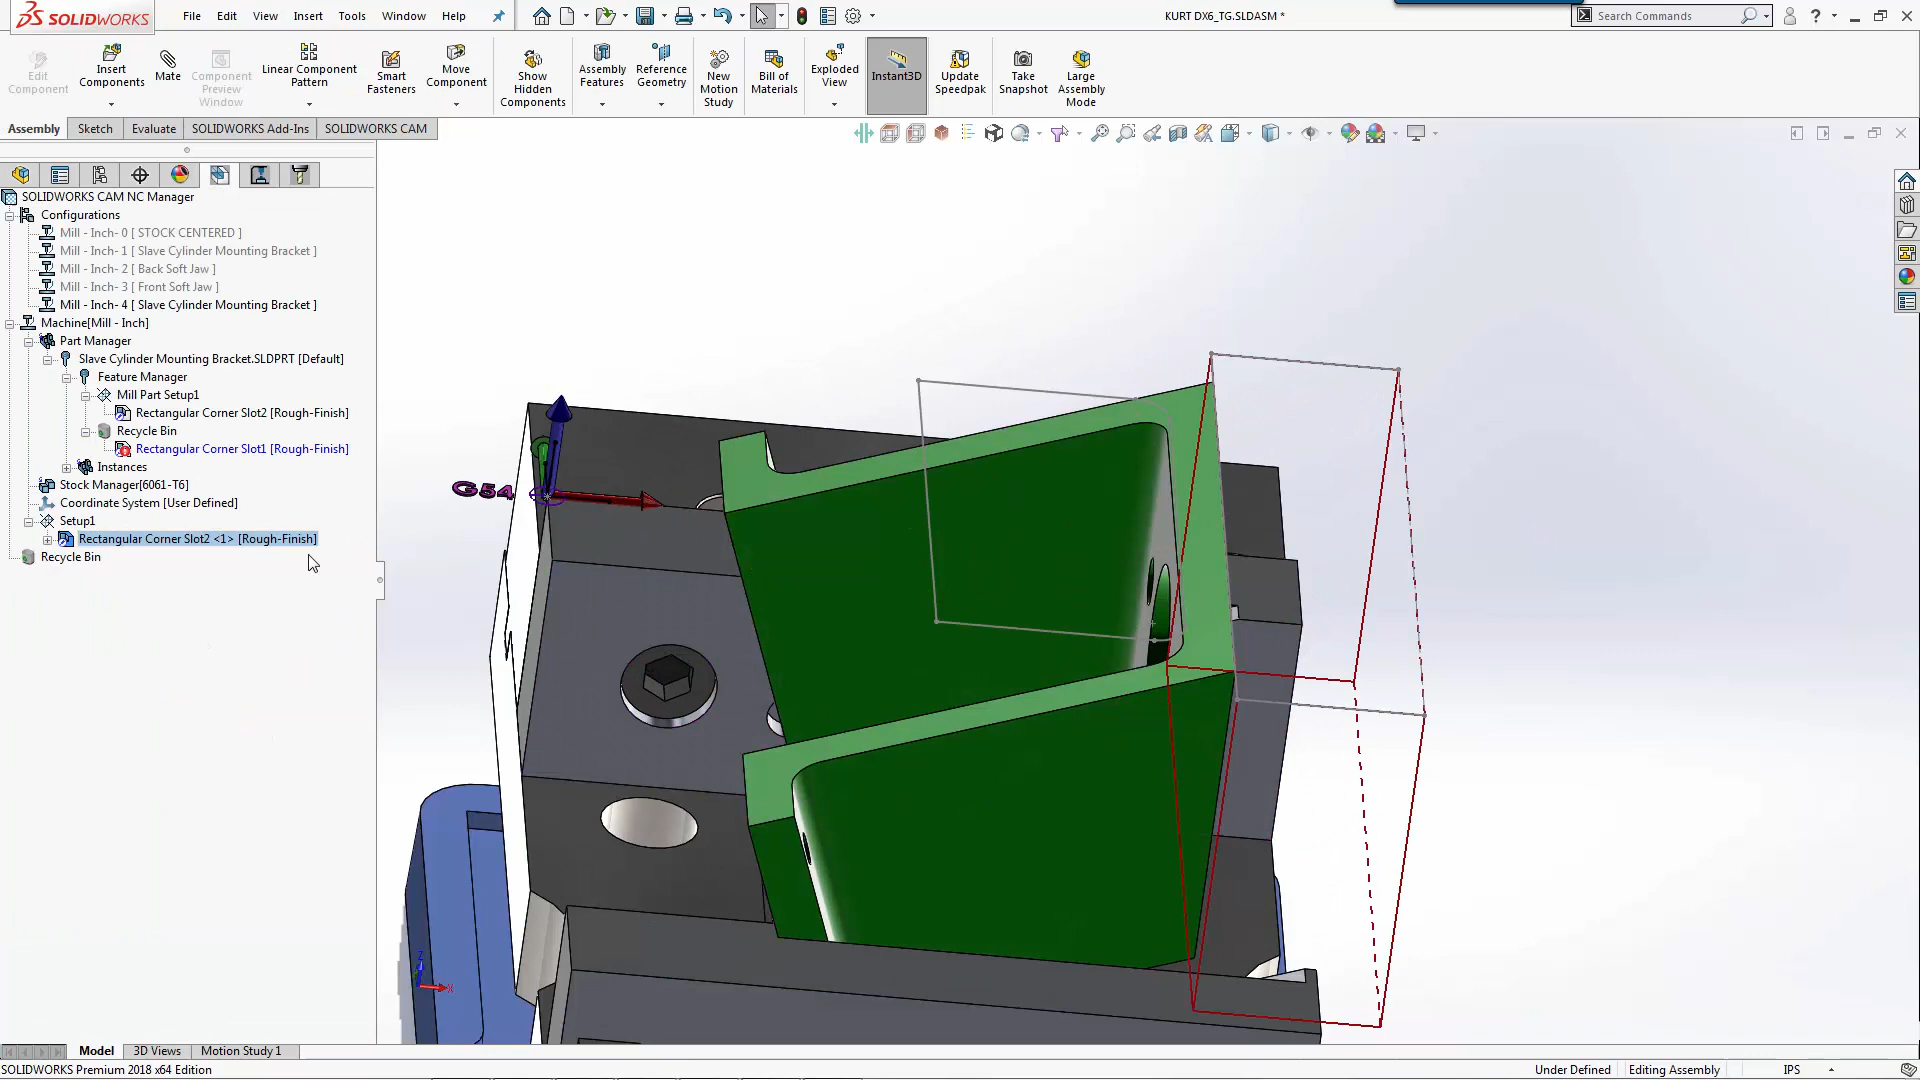 SOLIDWORKS
File Edit View Insert Tools Window Help
KURT DX6_TG.SLDASM *
Search Commands
Edit Component
Insert Components
Mate
Component Preview Window
Linear Component Pattern
Smart Fasteners
Move Component
Show Hidden Components
Assembly Features
Reference Geometry
New Motion Study
Bill of Materials
Exploded View
Instant3D
Update Speedpak
Take Snapshot
Large Assembly Mode
Assembly Sketch Evaluate SOLIDWORKS Add-Ins SOLIDWORKS CAM
SOLIDWORKS CAM NC Manager
Configurations
Mill - Inch- 0 [ STOCK CENTERED ]
Mill - Inch- 1 [ Slave Cylinder Mounting Bracket ]
Mill - Inch- 2 [ Back Soft Jaw ]
Mill - Inch- 3 [ Front Soft Jaw ]
Mill - Inch- 4 [ Slave Cylinder Mounting Bracket ]
Machine[Mill - Inch]
Part Manager
Slave Cylinder Mounting Bracket.SLDPRT [Default]
Feature Manager
Mill Part Setup1
Rectangular Corner Slot2 [Rough-Finish]
Recycle Bin
Rectangular Corner Slot1 [Rough-Finish]
Instances
Stock Manager[6061-T6]
Coordinate System [User Defined]
Setup1
Rectangular Corner Slot2 <1> [Rough-Finish]
Recycle Bin
G54
Z
X
Model 3D Views Motion Study 1
SOLIDWORKS Premium 2018 x64 Edition
Under Defined Editing Assembly IPS